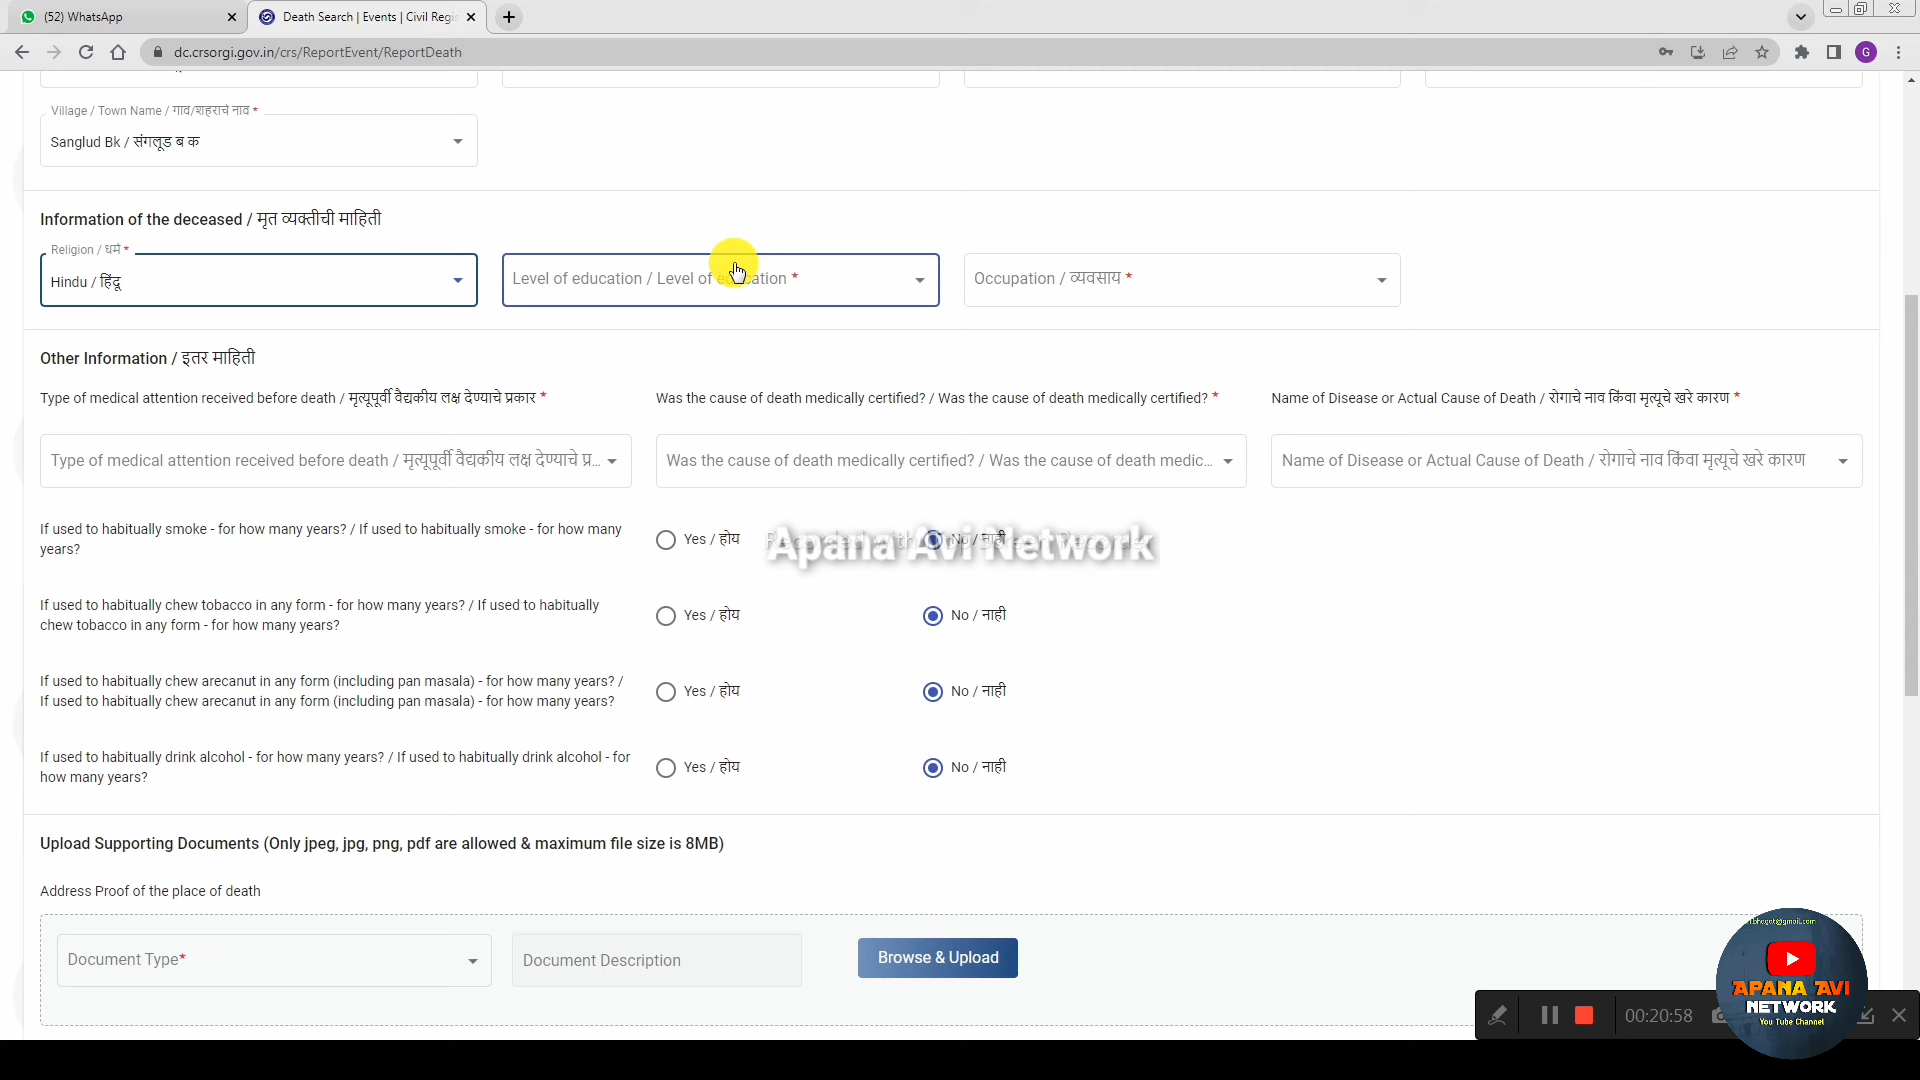 (52) WhatsApp
Death Search | Events | Civil Regis
dc.crsorgi.gov.in/crs/ReportEvent/ReportDeath
G
Village / Town Name / गाव/शहराचे नाव *
Sanglud Bk / संगलूड ब क
Information of the deceased / मृत व्यक्तीची माहिती
Religion / धर्म *
Hindu / हिंदू
Level of education / Level of education *
Occupation / व्यवसाय *
Other Information / इतर माहिती
Type of medical attention received before death / मृत्यूपूर्वी वैद्यकीय लक्ष देण्याचे प्रकार *
Was the cause of death medically certified? / Was the cause of death medically certified? *
Name of Disease or Actual Cause of Death / रोगाचे नाव किंवा मृत्यूचे खरे कारण *
Type of medical attention received before death / मृत्यूपूर्वी वैद्यकीय लक्ष देण्याचे प्र...
Was the cause of death medically certified? / Was the cause of death medic...
Name of Disease or Actual Cause of Death / रोगाचे नाव किंवा मृत्यूचे खरे कारण
If used to habitually smoke - for how many years? / If used to habitually smoke - for how many
years?
Yes / होय
No / नाही
Apana Avi Network
If used to habitually chew tobacco in any form - for how many years? / If used to habitually
chew tobacco in any form - for how many years?
Yes / होय
No / नाही
If used to habitually chew arecanut in any form (including pan masala) - for how many years? /
If used to habitually chew arecanut in any form (including pan masala) - for how many years?
Yes / होय
No / नाही
If used to habitually drink alcohol - for how many years? / If used to habitually drink alcohol - for
how many years?
Yes / होय
No / नाही
Upload Supporting Documents (Only jpeg, jpg, png, pdf are allowed & maximum file size is 8MB)
Address Proof of the place of death
Document Type*
Document Description
Browse & Upload
00:20:58
APANA AVI
NETWORK
You Tube Channel